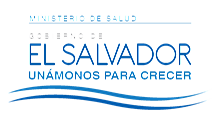 MINISTERIO DE SALUD
GOBIERNO DE
EL SALVADOR
UNÁMONOS PARA CRECER